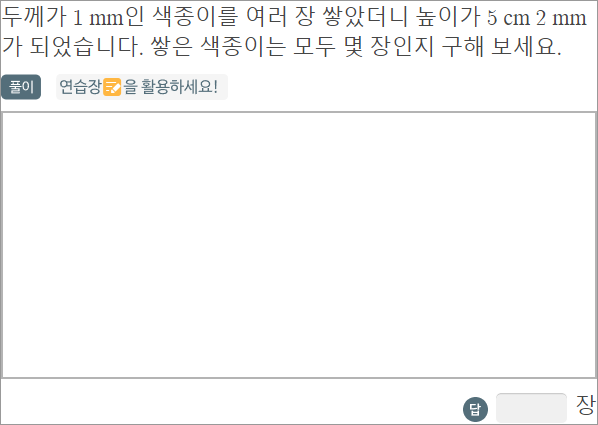 두께가 1 mm인 색종이를 여러 장 쌓았더니 높이가 5 cm 2 mm
가 되었습니다. 쌓은 색종이는 모두 몇 장인지 구해 보세요.
풀이 연습장을 활용하세요!
답 장